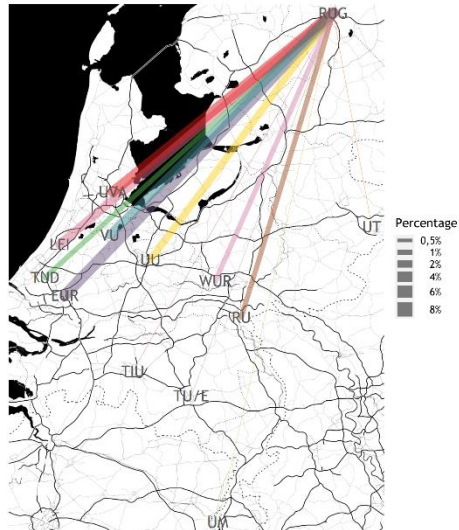 RUG
UVA
UT
VU
LEI
UU
WUR
TUD
EUR
RU
TIU
TU/E
UM
Percentage
0,5%
1%
2%
4%
6%
8%